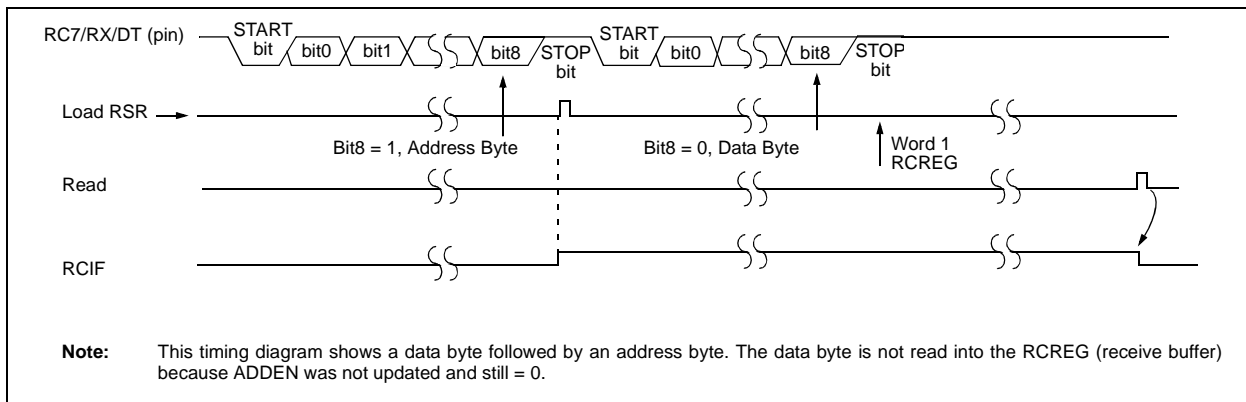 RC7/RX/DT (pin)
START
bit
bit0
bit1
bit8
STOP
bit
START
bit
bit0
bit8
STOP
bit
Load RSR
Bit8 = 1, Address Byte
Bit8 = 0, Data Byte
Word 1
RCREG
Read
RCIF
Note: This timing diagram shows a data byte followed by an address byte. The data byte is not read into the RCREG (receive buffer)
because ADDEN was not updated and still = 0.